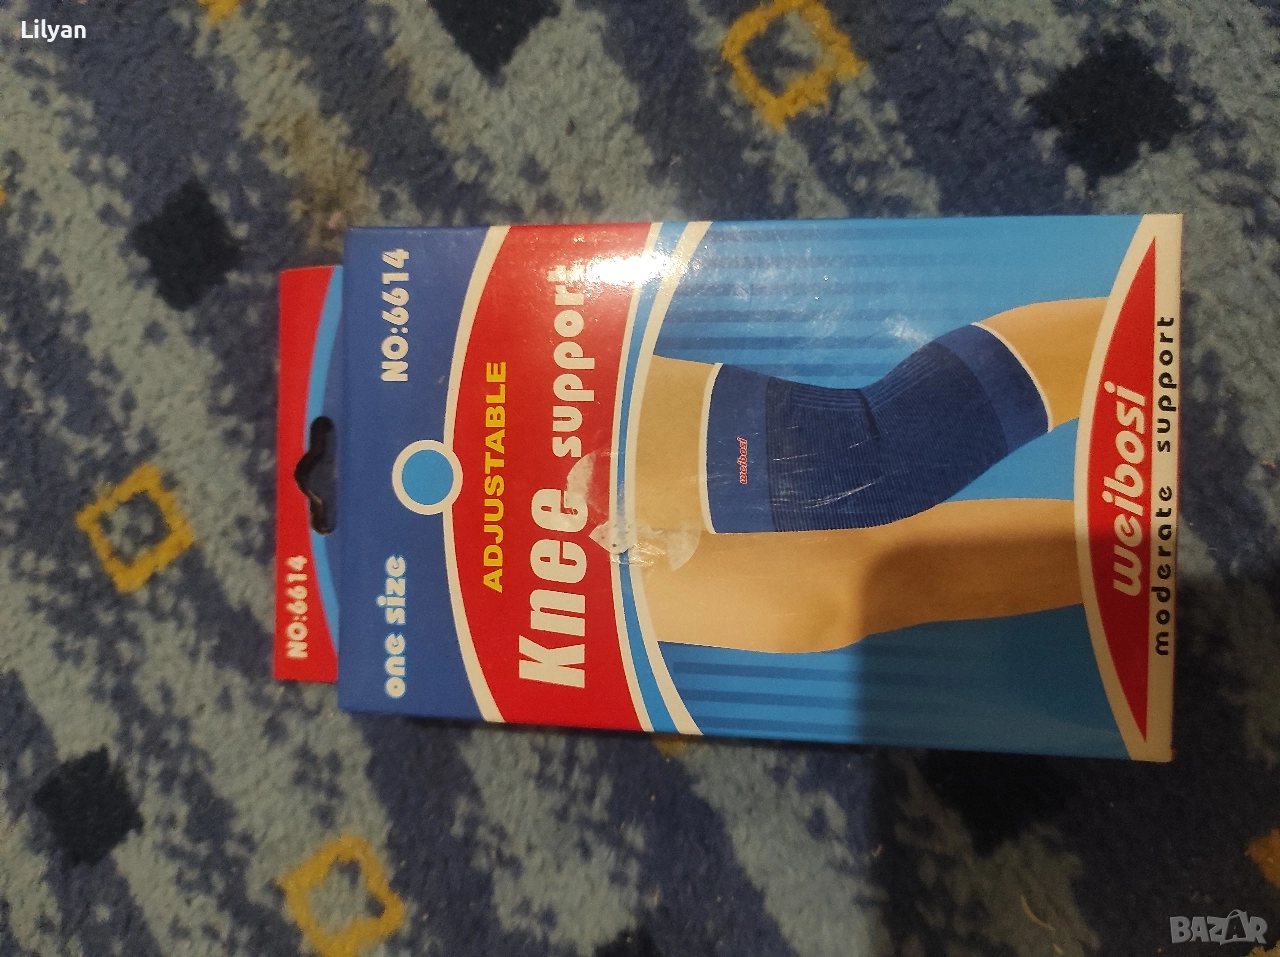 Lilyan
NO:6614
one size
NO:6614
ADJUSTABLE
Knee support
weibosi
weibosi
moderate support
BAZAR